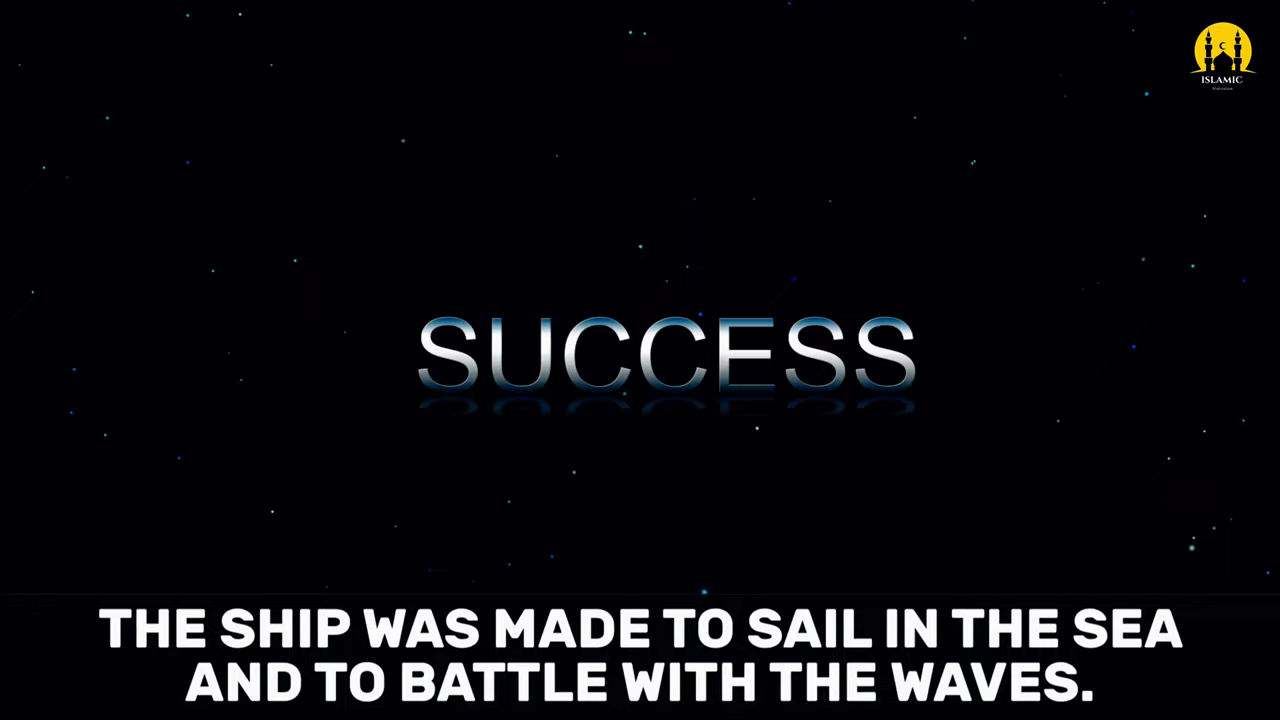 ISLAMIC
SUCCESS
THE SHIP WAS MADE TO SAIL IN THE SEA
AND TO BATTLE WITH THE WAVES.